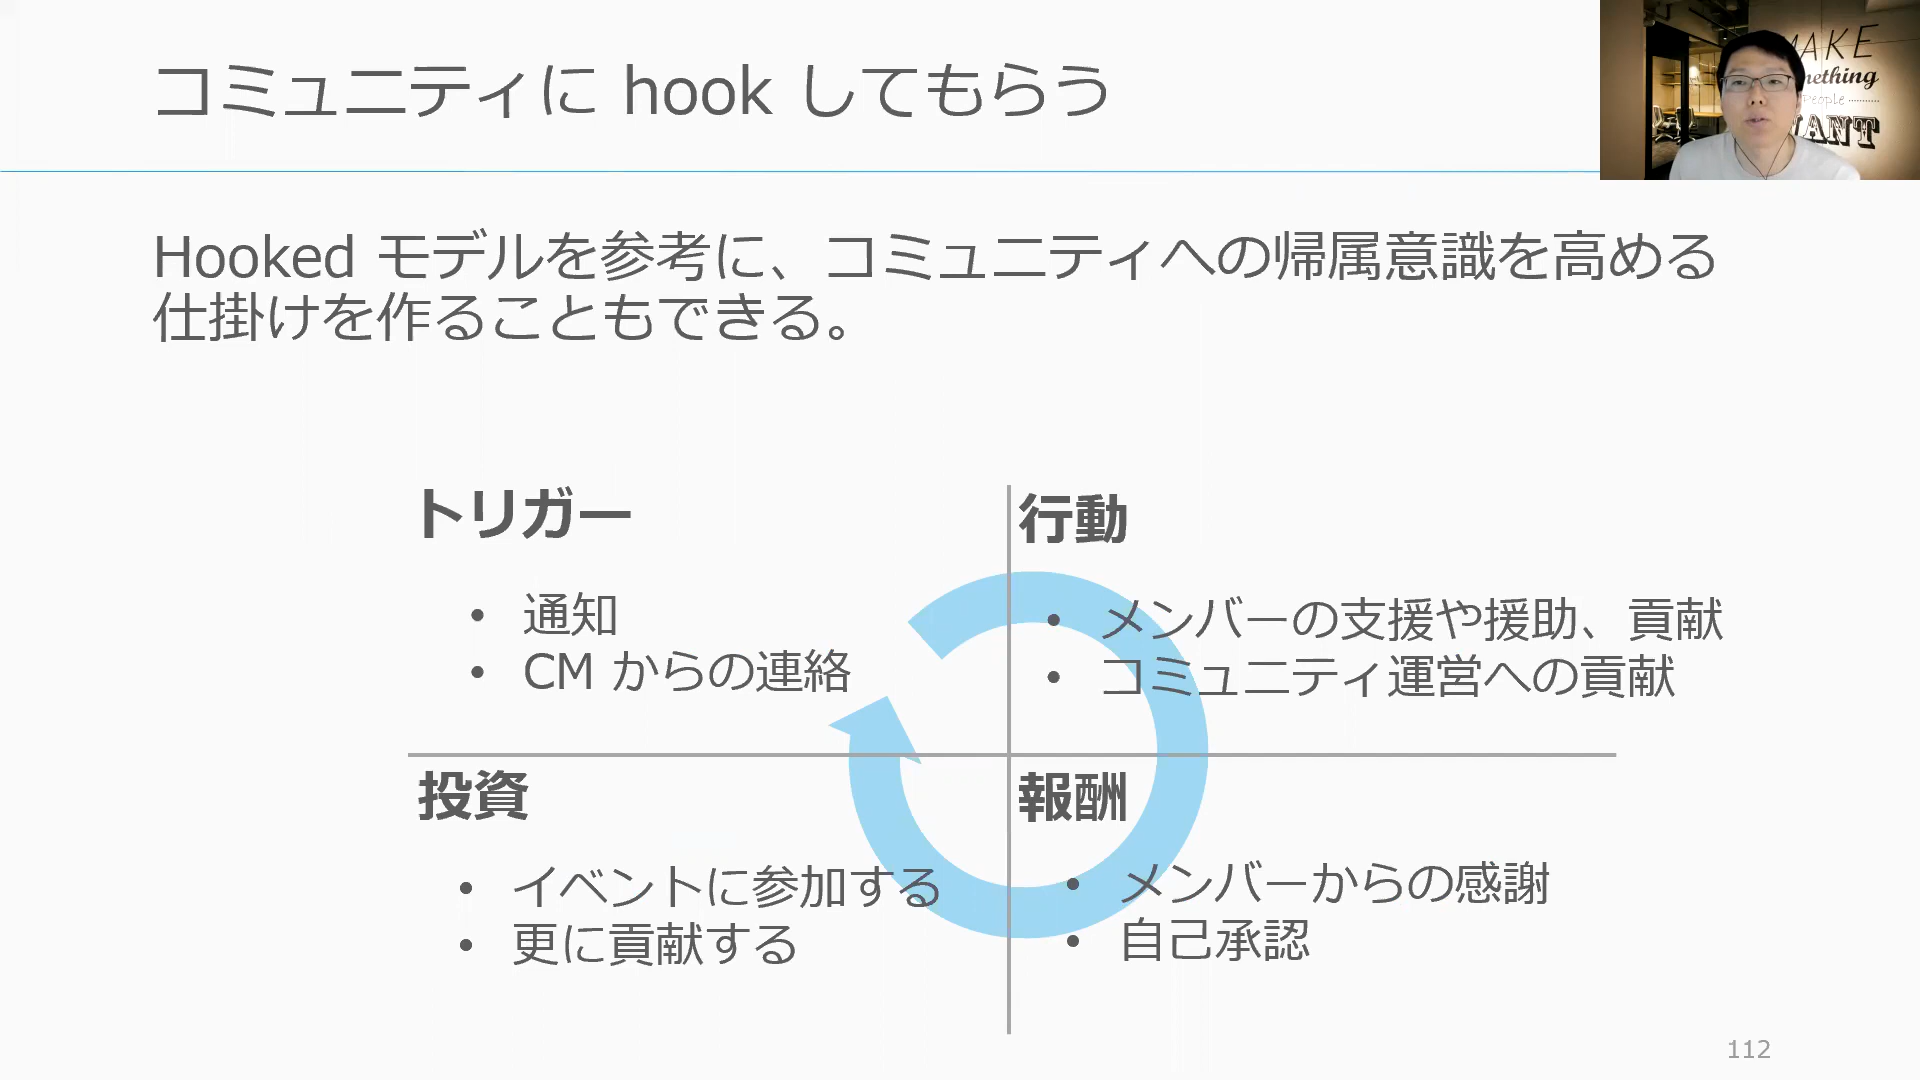 コミュニティに hook してもらう
MAKE
mething
People
WANT
Hooked モデルを参考に、コミュニティへの帰属意識を高める
仕掛けを作ることもできる。
トリガー
• 通知
• CM からの連絡
行動
• メンバーの支援や援助、貢献
• コミュニティ運営への貢献
投資
• イベントに参加する
• 更に貢献する
報酬
• メンバーからの感謝
• 自己承認
112